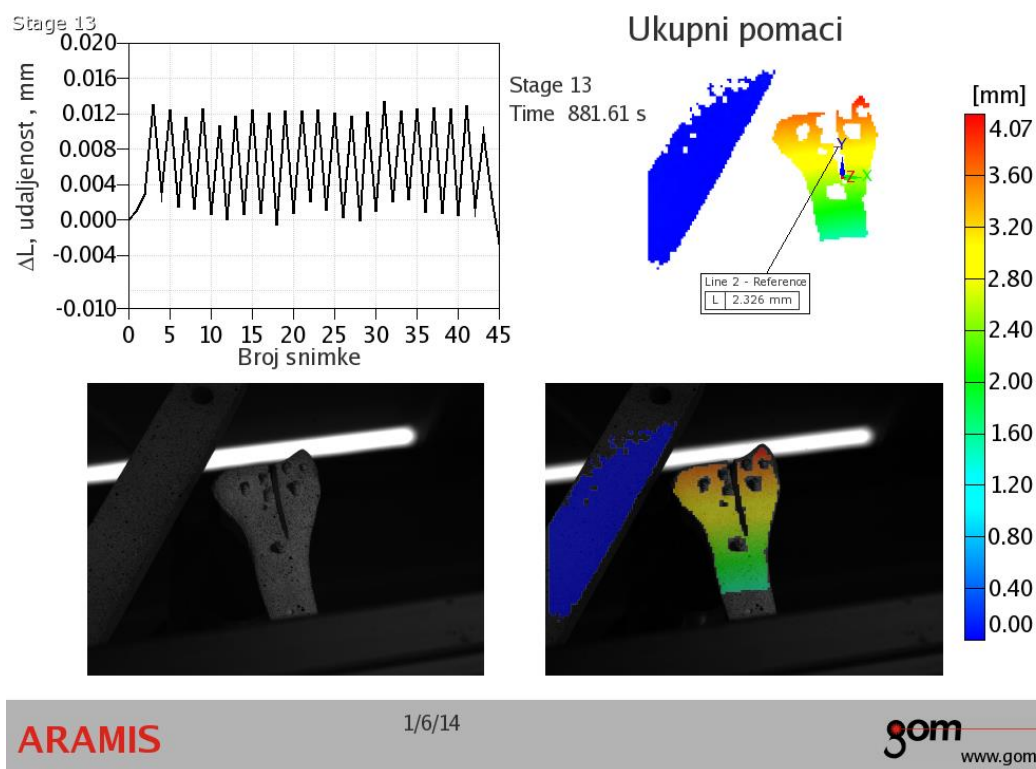 Stage 13
Ukupni pomaci
0.020
0.016
0.012
0.008
0.004
0.000
-0.004
-0.010
ΔL, udaljenost , mm
0 5 10 15 20 25 30 35 40 45
Broj snimke
Stage 13
Time 881.61 s
Y
Z X
Line 2 - Reference
L 2.326 mm
[mm]
4.07
3.60
3.20
2.80
2.40
2.00
1.60
1.20
0.80
0.40
0.00
ARAMIS
1/6/14
gom
www.gom